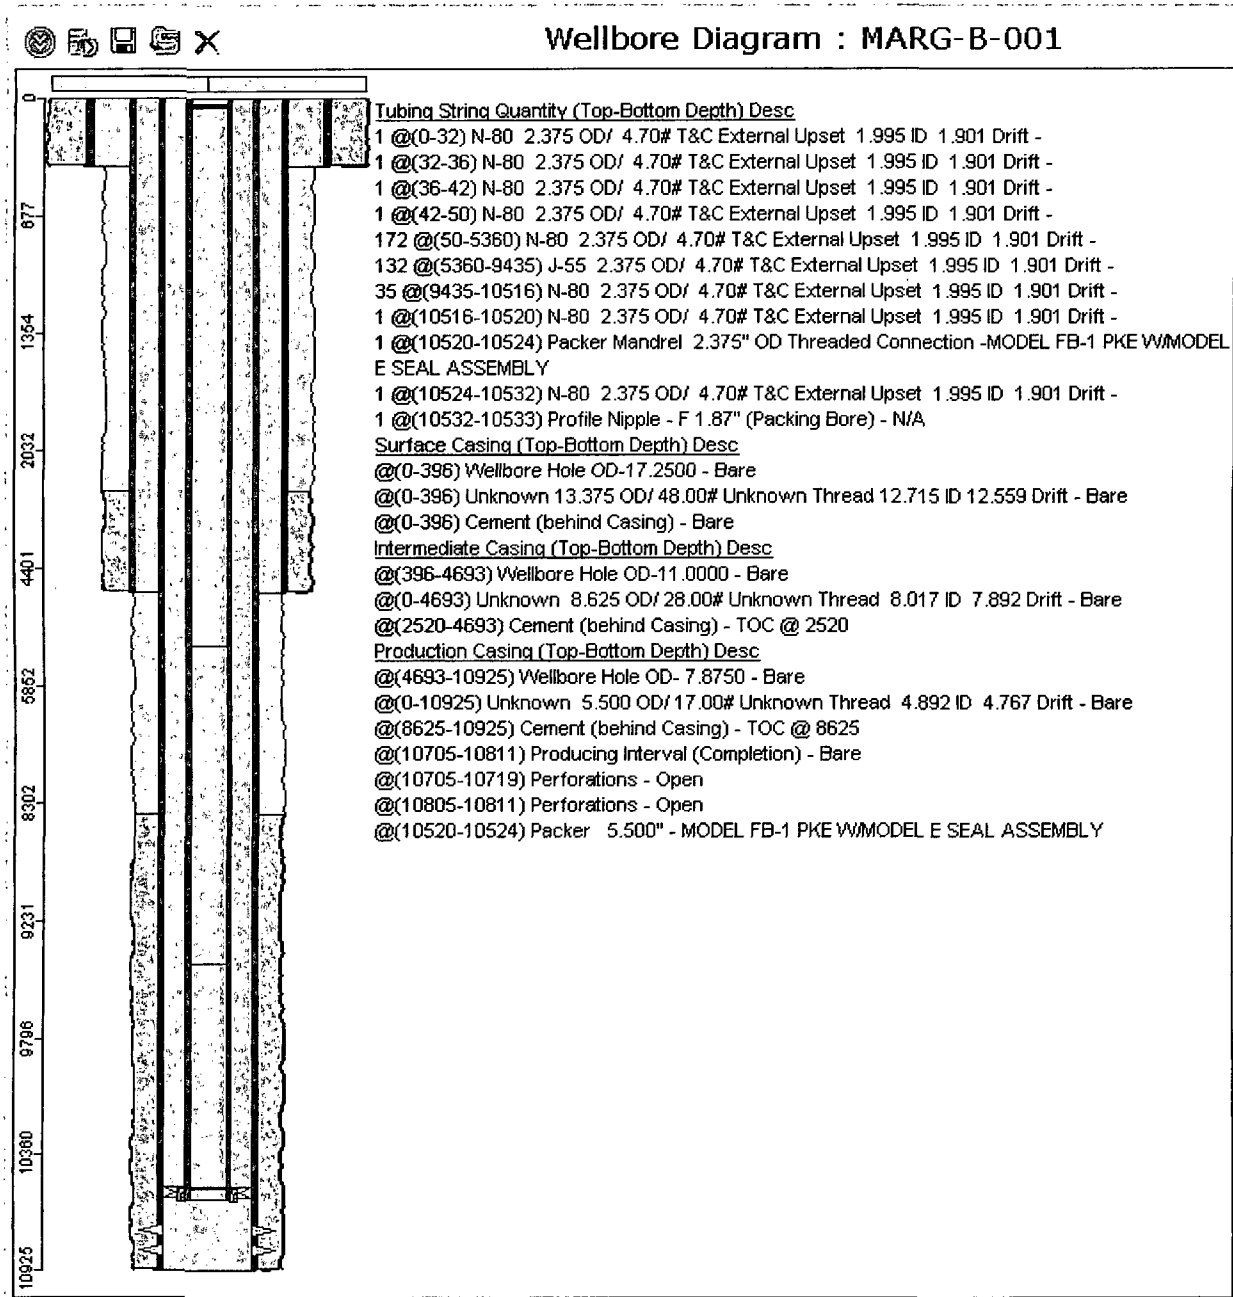 Wellbore Diagram : MARG-B-001
Tubing String Quantity (Top-Bottom Depth) Desc
1 @(0-32) N-80 2.375 OD/ 4.70# T&C External Upset 1.995 ID 1.901 Drift -
1 @(32-36) N-80 2.375 OD/ 4.70# T&C External Upset 1.995 ID 1.901 Drift -
1 @(36-42) N-80 2.375 OD/ 4.70# T&C External Upset 1.995 ID 1.901 Drift -
1 @(42-50) N-80 2.375 OD/ 4.70# T&C External Upset 1.995 ID 1.901 Drift -
172 @(50-5360) N-80 2.375 OD/ 4.70# T&C External Upset 1.995 ID 1.901 Drift -
132 @(5360-9435) J-55 2.375 OD/ 4.70# T&C External Upset 1.995 ID 1.901 Drift -
35 @(9435-10516) N-80 2.375 OD/ 4.70# T&C External Upset 1.995 ID 1.901 Drift -
1 @(10516-10520) N-80 2.375 OD/ 4.70# T&C External Upset 1.995 ID 1.901 Drift -
1 @(10520-10524) Packer Mandrel 2.375" OD Threaded Connection -MODEL FB-1 PKE W/MODEL
E SEAL ASSEMBLY
1 @(10524-10532) N-80 2.375 OD/ 4.70# T&C External Upset 1.995 ID 1.901 Drift -
1 @(10532-10533) Profile Nipple - F 1.87" (Packing Bore) - N/A
Surface Casing (Top-Bottom Depth) Desc
@(0-396) Wellbore Hole OD-17.2500 - Bare
@(0-396) Unknown 13.375 OD/ 48.00# Unknown Thread 12.715 ID 12.559 Drift - Bare
@(0-396) Cement (behind Casing) - Bare
Intermediate Casing (Top-Bottom Depth) Desc
@(396-4693) Wellbore Hole OD-11.0000 - Bare
@(0-4693) Unknown 8.625 OD/ 28.00# Unknown Thread 8.017 ID 7.892 Drift - Bare
@(2520-4693) Cement (behind Casing) - TOC @ 2520
Production Casing (Top-Bottom Depth) Desc
@(4693-10925) Wellbore Hole OD- 7.8750 - Bare
@(0-10925) Unknown 5.500 OD/ 17.00# Unknown Thread 4.892 ID 4.767 Drift - Bare
@(8625-10925) Cement (behind Casing) - TOC @ 8625
@(10705-10811) Producing Interval (Completion) - Bare
@(10705-10719) Perforations - Open
@(10805-10811) Perforations - Open
@(10520-10524) Packer 5.500" - MODEL FB-1 PKE W/MODEL E SEAL ASSEMBLY
0
677
1354
2032
4401
5852
8302
9231
9796
10360
10925